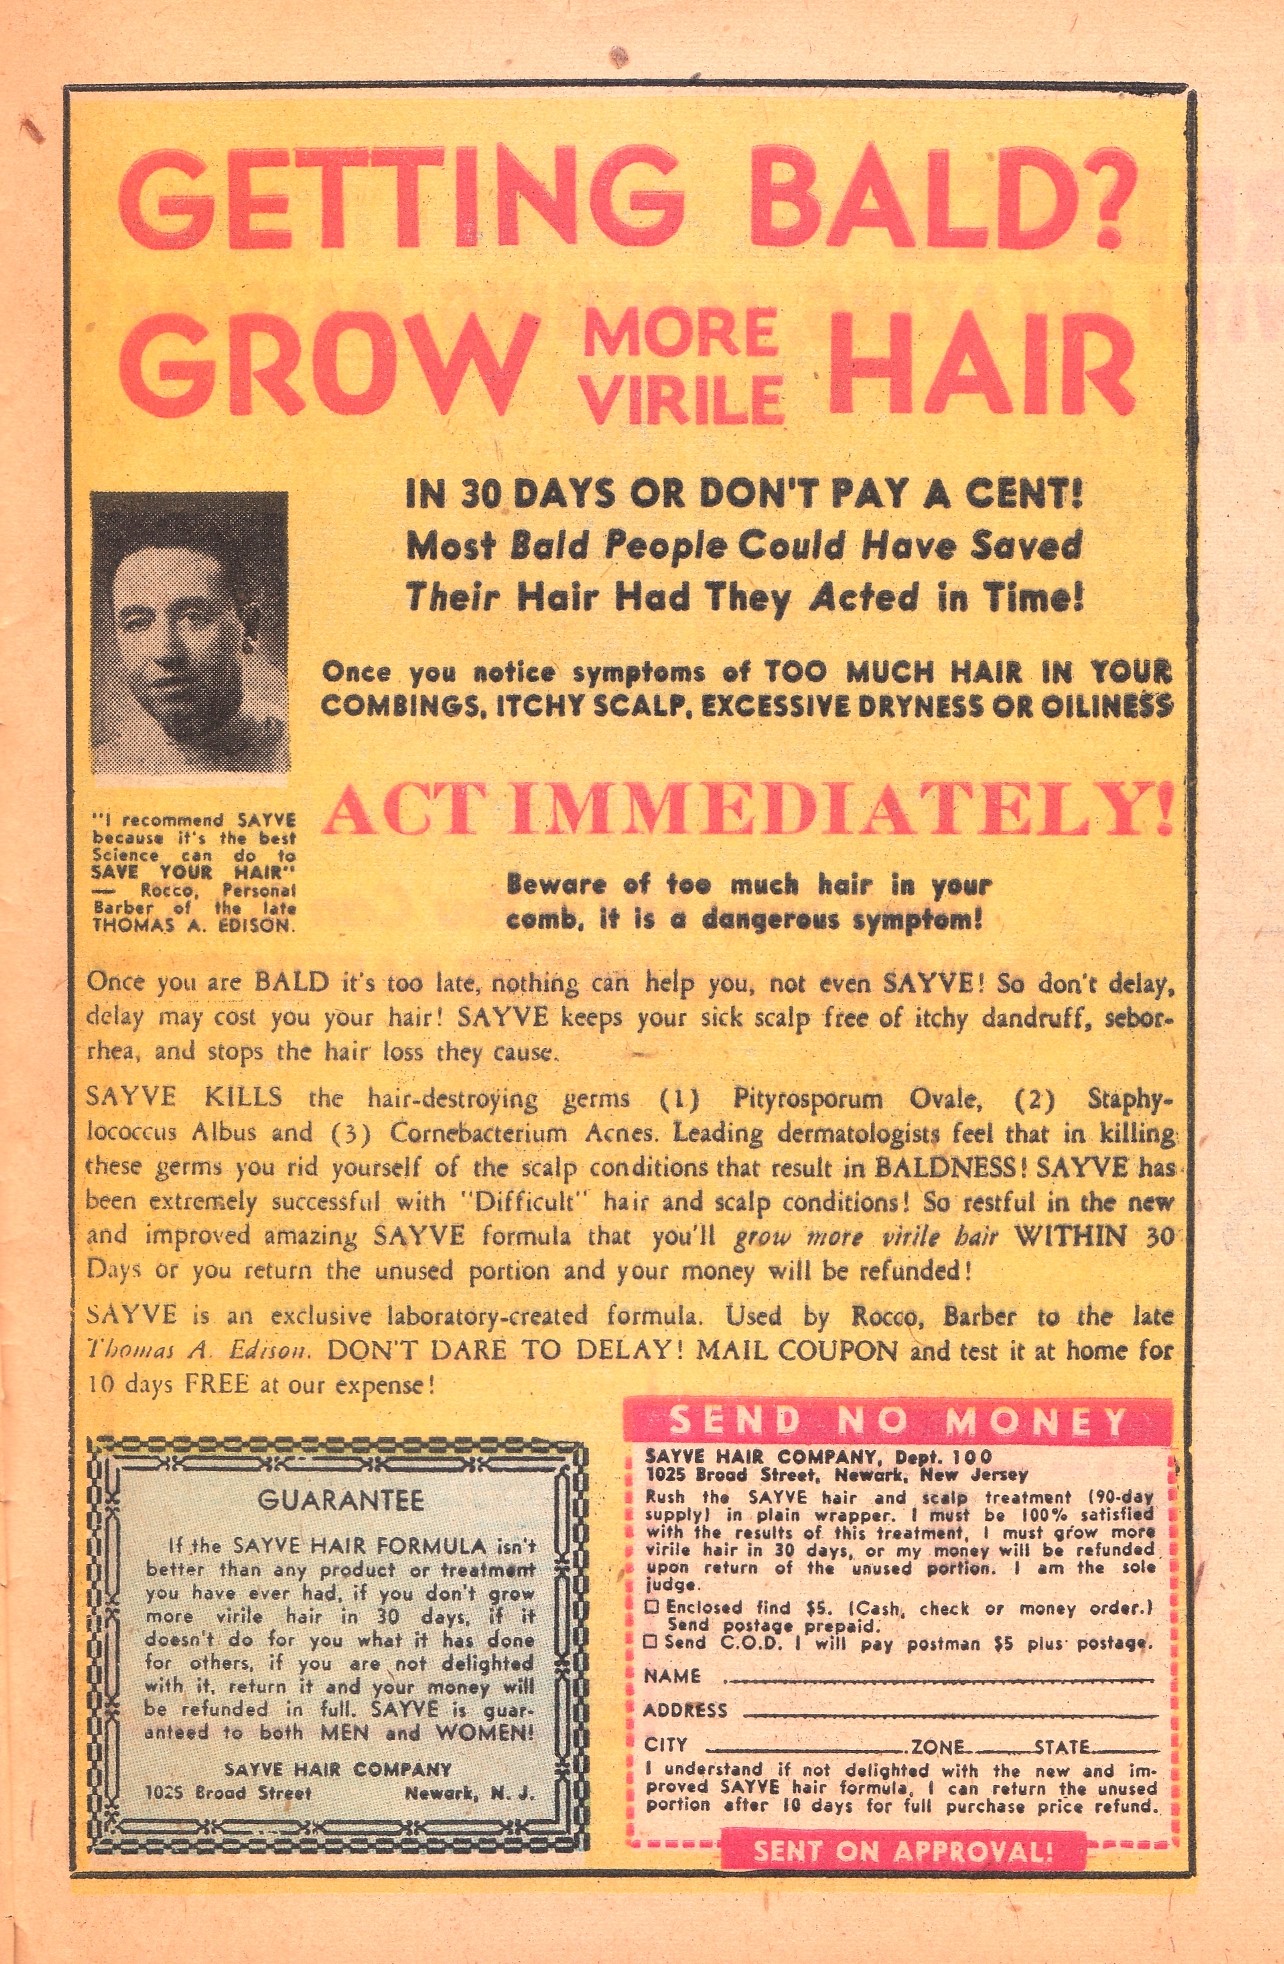 GETTING BALD?
GROW MORE VIRILE HAIR
IN 30 DAYS OR DON'T PAY A CENT!
Most Bald People Could Have Saved
Their Hair Had They Acted in Time!
Once you notice symptoms of TOO MUCH HAIR IN YOUR
COMBINGS, ITCHY SCALP, EXCESSIVE DRYNESS OR OILINESS
ACT IMMEDIATELY!
"I recommend SAYVE
because it's the best
Science can do to
SAVE YOUR HAIR"
— Rocco, Personal
Barber of the late
THOMAS A. EDISON.
Beware of too much hair in your
comb, it is a dangerous symptom!
Once you are BALD it's too late, nothing can help you, not even SAYVE! So don't delay,
delay may cost you your hair! SAYVE keeps your sick scalp free of itchy dandruff, sebor-
rhea, and stops the hair loss they cause.
SAYVE KILLS the hair-destroying germs (1) Pityrosporum Ovale, (2) Staphy-
lococcus Albus and (3) Cornebacterium Acnes. Leading dermatologists feel that in killing
these germs you rid yourself of the scalp conditions that result in BALDNESS! SAYVE has
been extremely successful with "Difficult" hair and scalp conditions! So restful in the new
and improved amazing SAYVE formula that you'll grow more virile hair WITHIN 30
Days or you return the unused portion and your money will be refunded!
SAYVE is an exclusive laboratory-created formula. Used by Rocco, Barber to the late
Thomas A. Edison. DON'T DARE TO DELAY! MAIL COUPON and test it at home for
10 days FREE at our expense!
GUARANTEE
If the SAYVE HAIR FORMULA isn't
better than any product or treatment
you have ever had, if you don't grow
more virile hair in 30 days, if it
doesn't do for you what it has done
for others, if you are not delighted
with it, return it and your money will
be refunded in full. SAYVE is guar-
anteed to both MEN and WOMEN!
SAYVE HAIR COMPANY
1025 Broad Street Newark, N. J.
SEND NO MONEY
SAYVE HAIR COMPANY, Dept. 100
1025 Broad Street, Newark, New Jersey
Rush the SAYVE hair and scalp treatment (90-day
supply) in plain wrapper. I must be 100% satisfied
with the results of this treatment, I must grow more
virile hair in 30 days, or my money will be refunded
upon return of the unused portion. I am the sole
judge.
☐ Enclosed find $5. (Cash, check or money order.)
Send postage prepaid.
☐ Send C.O.D. I will pay postman $5 plus postage.
NAME
ADDRESS
CITY ZONE STATE
I understand if not delighted with the new and im-
proved SAYVE hair formula, I can return the unused
portion after 10 days for full purchase price refund.
SENT ON APPROVAL!